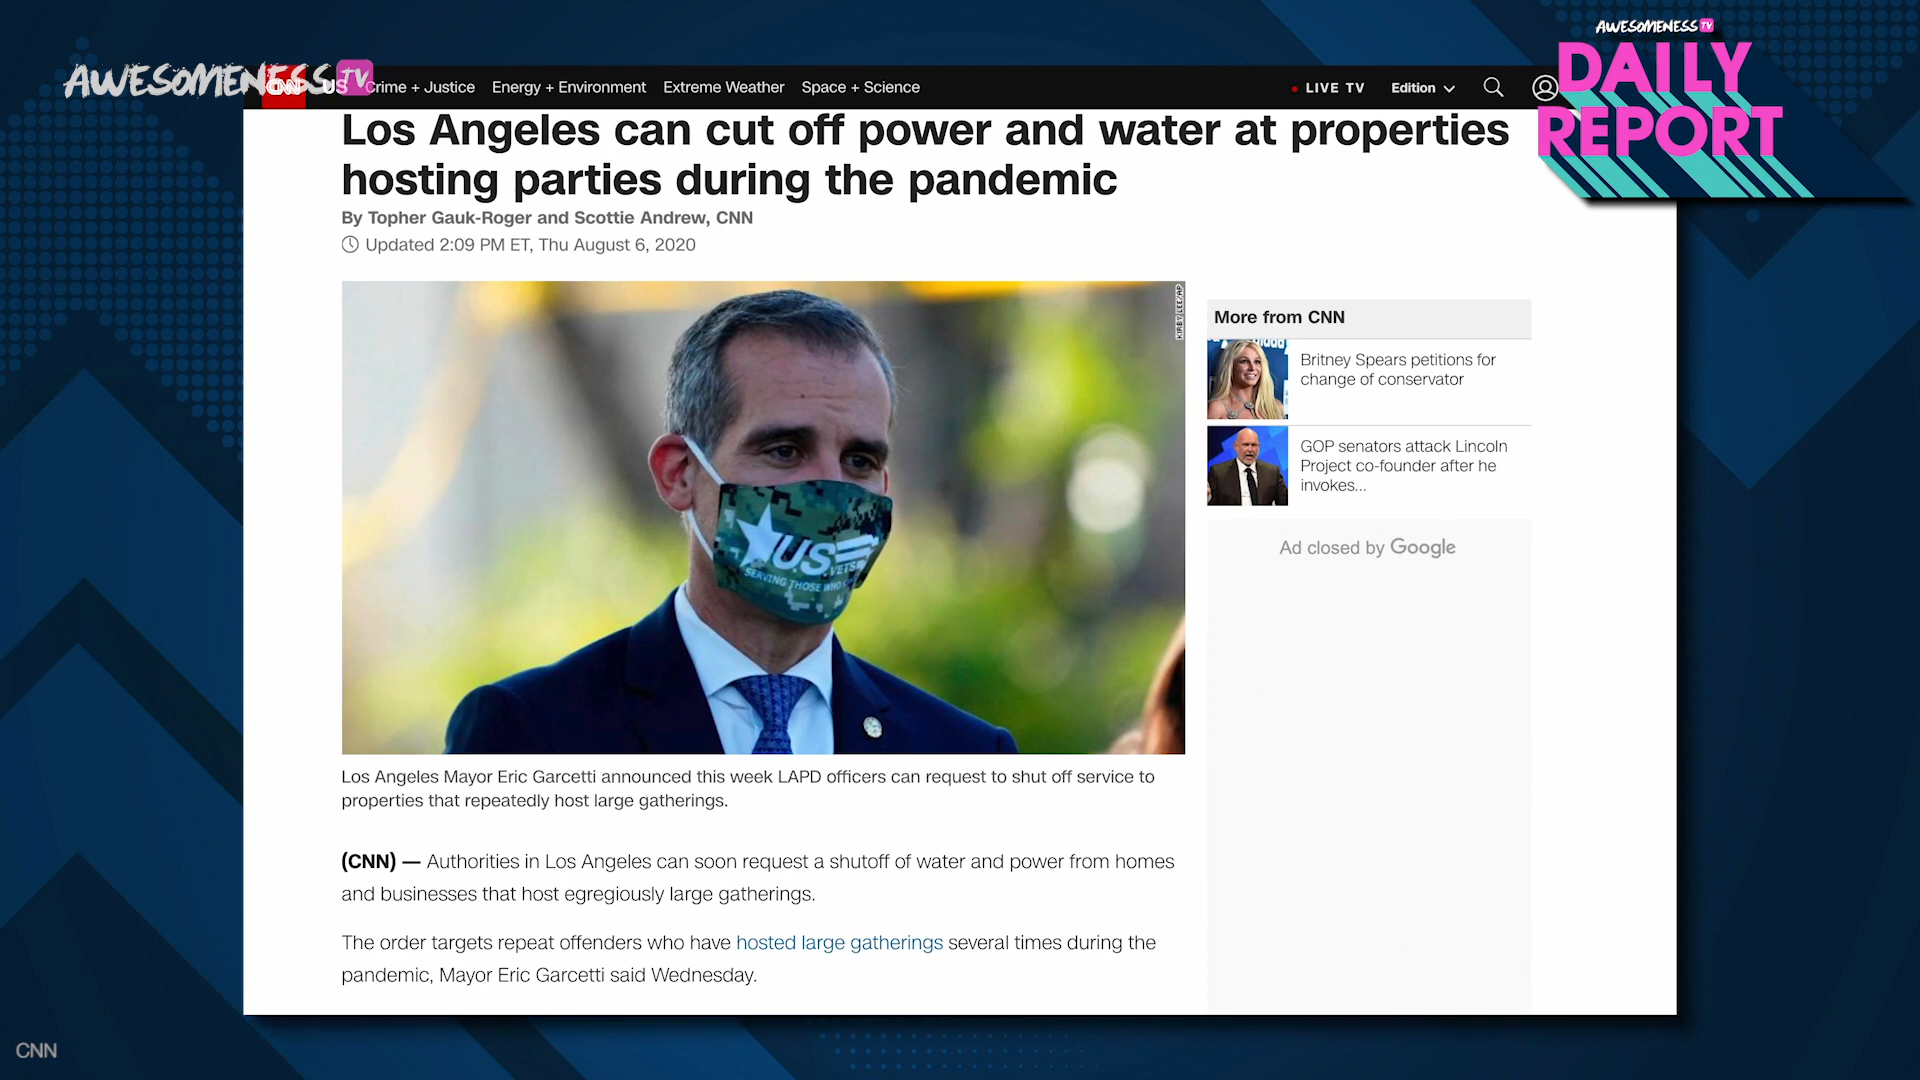 AWESOMENESS TV
DAILY
REPORT
AWESOMENESS TV
CNN US Crime + Justice Energy + Environment Extreme Weather Space + Science
LIVE TV Edition
Los Angeles can cut off power and water at properties
hosting parties during the pandemic
By Topher Gauk-Roger and Scottie Andrew, CNN
Updated 2:09 PM ET, Thu August 6, 2020
KIRBY LEE/AP
U.S.VETS
SERVING THOSE WHO
Los Angeles Mayor Eric Garcetti announced this week LAPD officers can request to shut off service to
properties that repeatedly host large gatherings.
(CNN) — Authorities in Los Angeles can soon request a shutoff of water and power from homes
and businesses that host egregiously large gatherings.
The order targets repeat offenders who have hosted large gatherings several times during the
pandemic, Mayor Eric Garcetti said Wednesday.
More from CNN
Britney Spears petitions for
change of conservator
GOP senators attack Lincoln
Project co-founder after he
invokes...
Ad closed by Google
CNN